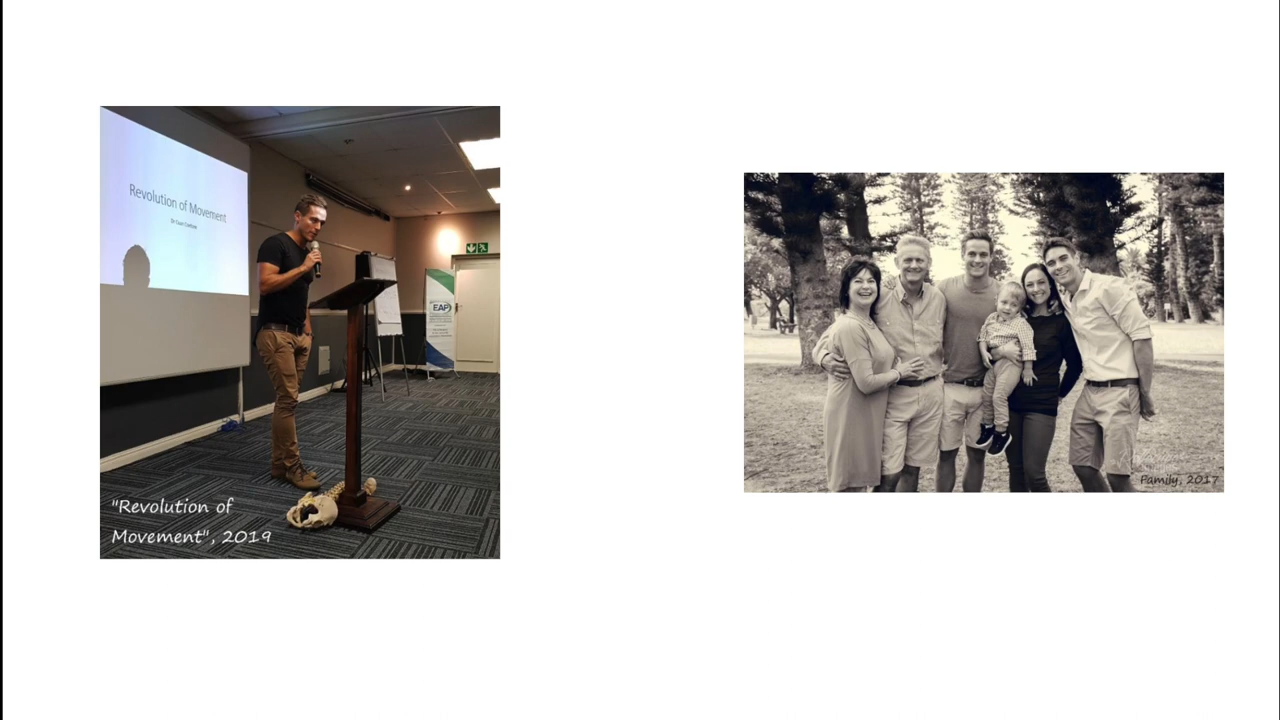 Revolution of Movement
EAP
"Revolution of
Movement", 2019
Family, 2017